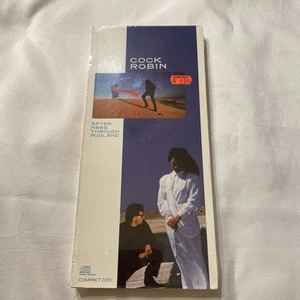 COCK
ROBIN
AFTER
HERE
THROUGH
MIDLAND
COMPACT DISC